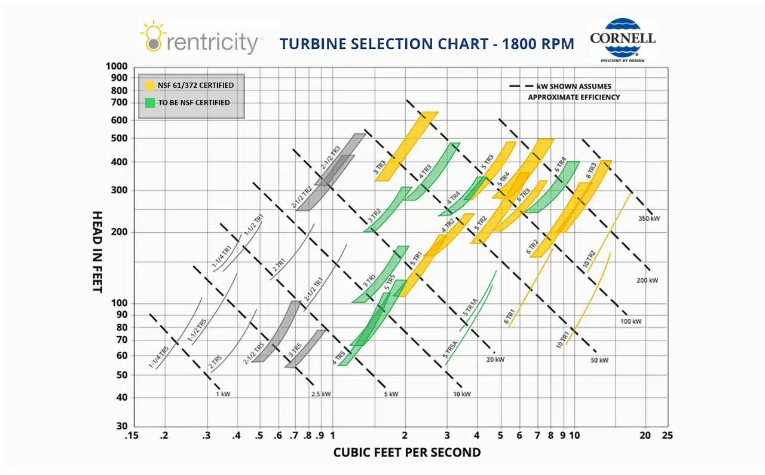 rentricity
TURBINE SELECTION CHART - 1800 RPM
CORNELL
EFFICIENT BY DESIGN
HEAD IN FEET
1000
900
800
700
600
500
400
300
200
100
90
80
70
60
50
40
30
NSF 61/372 CERTIFIED
TO BE NSF CERTIFIED
kW SHOWN ASSUMES
APPROXIMATE EFFICIENCY
2-1/2 TR3
2-1/2 TR2
3 TR3
4 TR3
4 TR4
5 TR3
5 TR4
6 TR3
6 TR4
8 TR3
3 TR2
4 TR2
5 TR2
6 TR2
10 TR2
1-1/2 TR1
1-1/4 TR1
2 TR1
2-1/2 TR1
3 TR1
5 TR1
5 TR5
5 TR1A
6 TR1
10 TR1
1-1/4 TR5
1-1/2 TR5
2 TR5
2-1/2 TR5
3 TR5
4 TR5
5 TR5A
350 kW
200 kW
100 kW
50 kW
20 kW
10 kW
5 kW
2.5 kW
1 kW
.15 .2 .3 .4 .5 .6 .7 .8 .9 1 2 3 4 5 6 7 8 9 10 20 25
CUBIC FEET PER SECOND